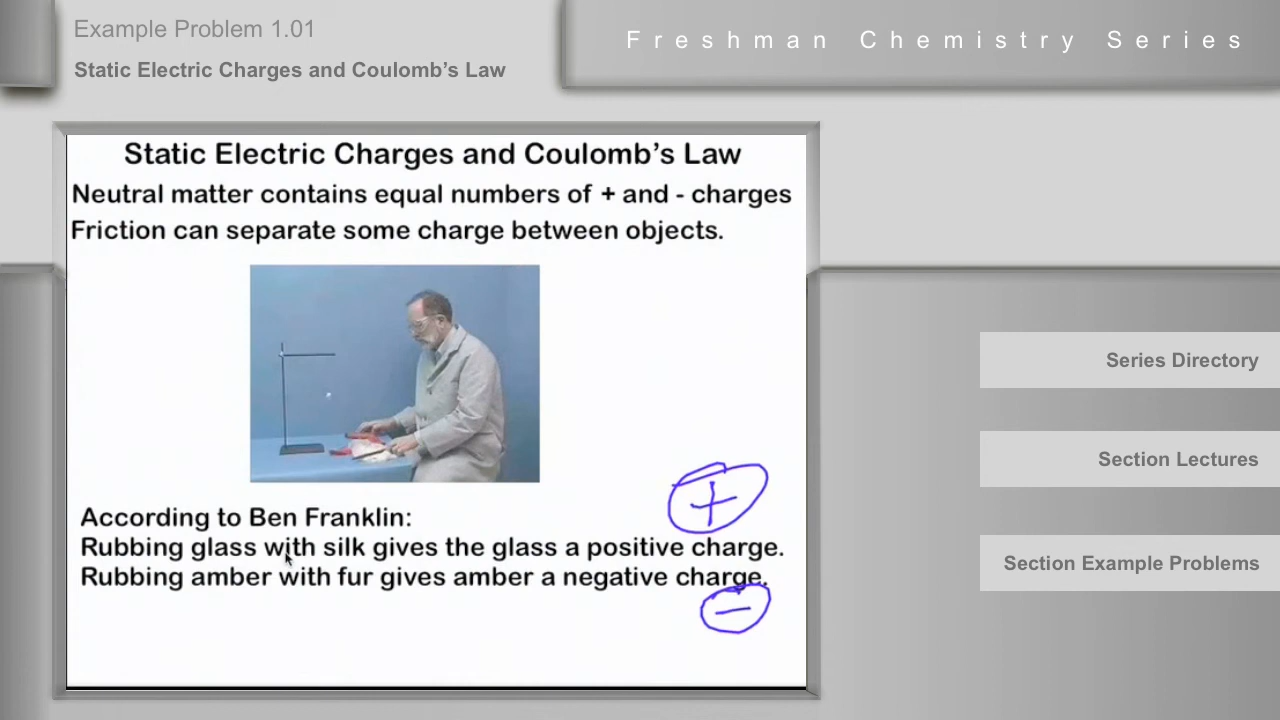 Example Problem 1.01
Static Electric Charges and Coulomb's Law
Freshman Chemistry Series
Static Electric Charges and Coulomb's Law
Neutral matter contains equal numbers of + and - charges
Friction can separate some charge between objects.
+
According to Ben Franklin:
Rubbing glass with silk gives the glass a positive charge.
Rubbing amber with fur gives amber a negative charge.
-
Series Directory
Section Lectures
Section Example Problems